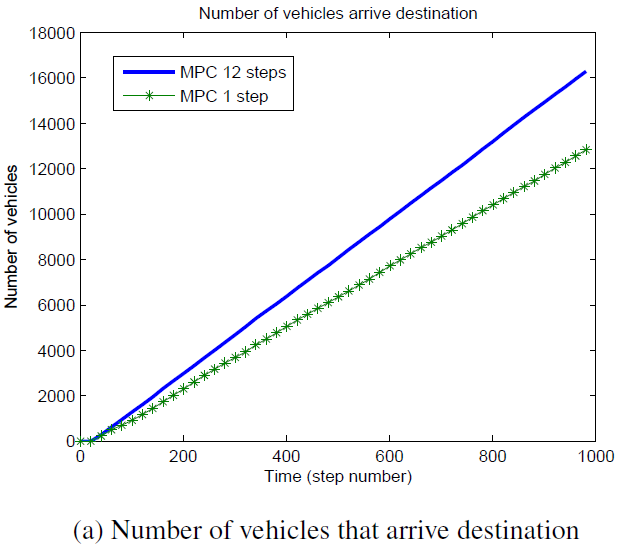 Number of vehicles arrive destination
18000
16000
14000
12000
10000
8000
6000
4000
2000
0
Number of vehicles
MPC 12 steps
MPC 1 step
0 200 400 600 800 1000
Time (step number)
(a) Number of vehicles that arrive destination